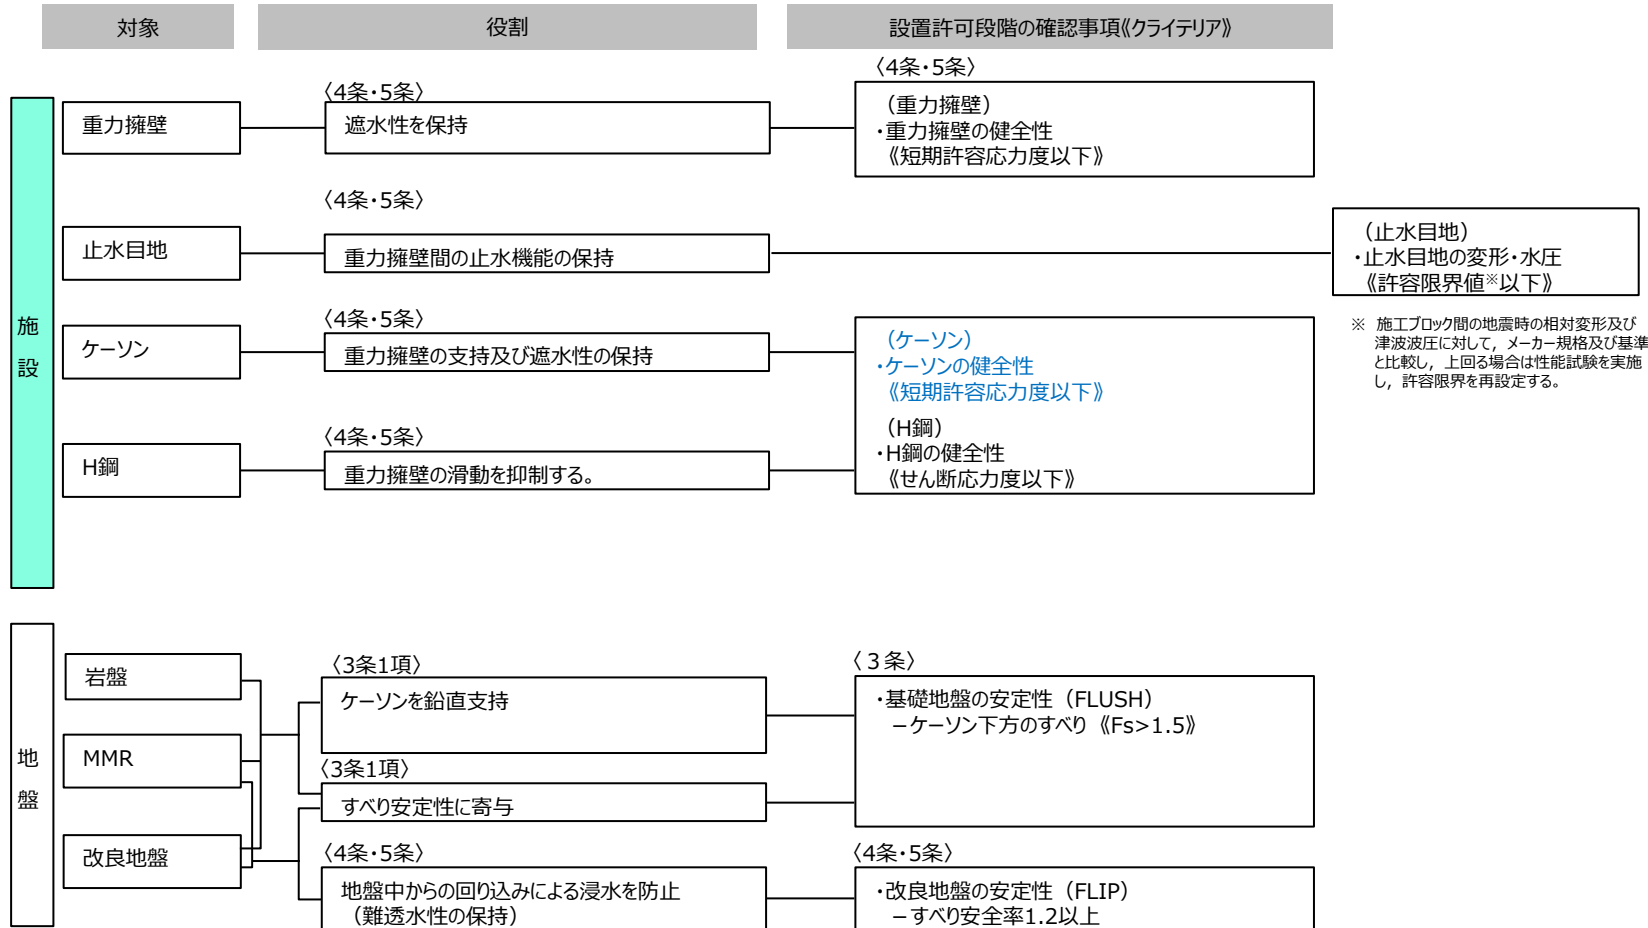 対象
役割
設置許可段階の確認事項《クライテリア》
施
設
重力擁壁
〈4条・5条〉
遮水性を保持
〈4条・5条〉
（重力擁壁）
・重力擁壁の健全性
《短期許容応力度以下》
止水目地
〈4条・5条〉
重力擁壁間の止水機能の保持
（止水目地）
・止水目地の変形・水圧
《許容限界値※以下》
※ 施工ブロック間の地震時の相対変形及び
津波波圧に対して，メーカー規格及び基準
と比較し，上回る場合は性能試験を実施
し，許容限界を再設定する。
ケーソン
〈4条・5条〉
重力擁壁の支持及び遮水性の保持
（ケーソン）
・ケーソンの健全性
《短期許容応力度以下》
H鋼
〈4条・5条〉
重力擁壁の滑動を抑制する。
（H鋼）
・H鋼の健全性
《せん断応力度以下》
地
盤
岩盤
MMR
改良地盤
〈3条1項〉
ケーソンを鉛直支持
〈3条1項〉
すべり安定性に寄与
〈３条〉
・基礎地盤の安定性（FLUSH）
－ケーソン下方のすべり《Fs>1.5》
〈4条・5条〉
地盤中からの回り込みによる浸水を防止
（難透水性の保持）
〈4条・5条〉
・改良地盤の安定性（FLIP）
－すべり安全率1.2以上